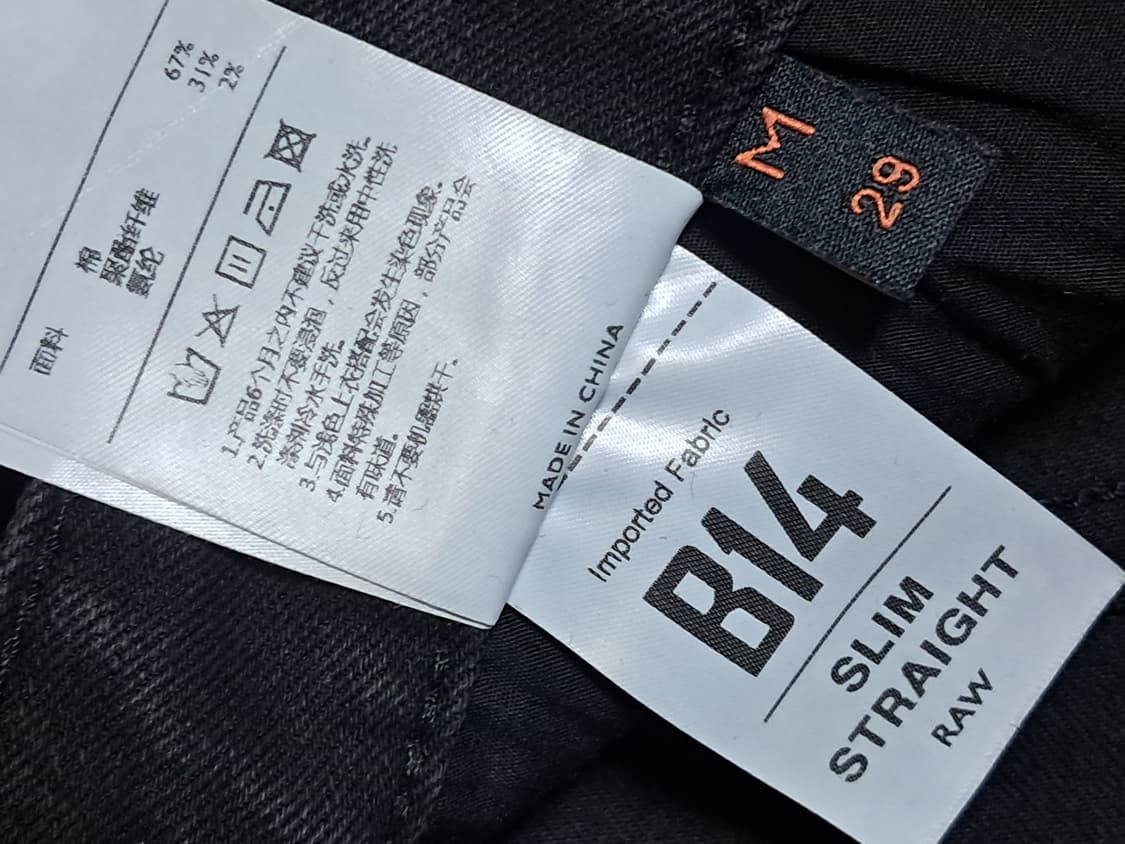 面料
棉 67%
聚酯纤维 31%
氨纶 2%
1.产品6个月之内不建议干洗或水洗。
2.洗涤时不要浸泡，反过来用中性洗
涤剂冷水手洗。
3.与浅色上衣搭配会发生染色现象。
4.面料特殊加工等原因，部分产品会
有味道。
5.请不要机器烘干。
MADE IN CHINA
M
29
Imported Fabric
B14
SLIM
STRAIGHT
RAW